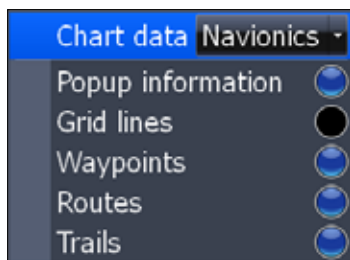 Chart data Navionics
Popup information
Grid lines
Waypoints
Routes
Trails